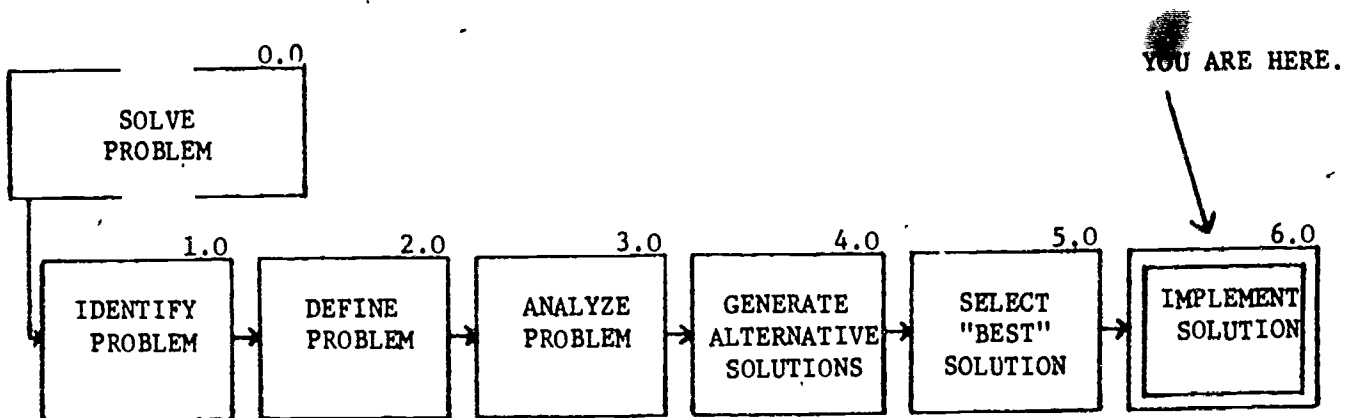 0.0
SOLVE
PROBLEM
YOU ARE HERE.
1.0
IDENTIFY
PROBLEM
2.0
DEFINE
PROBLEM
3.0
ANALYZE
PROBLEM
4.0
GENERATE
ALTERNATIVE
SOLUTIONS
5.0
SELECT
"BEST"
SOLUTION
6.0
IMPLEMENT
SOLUTION